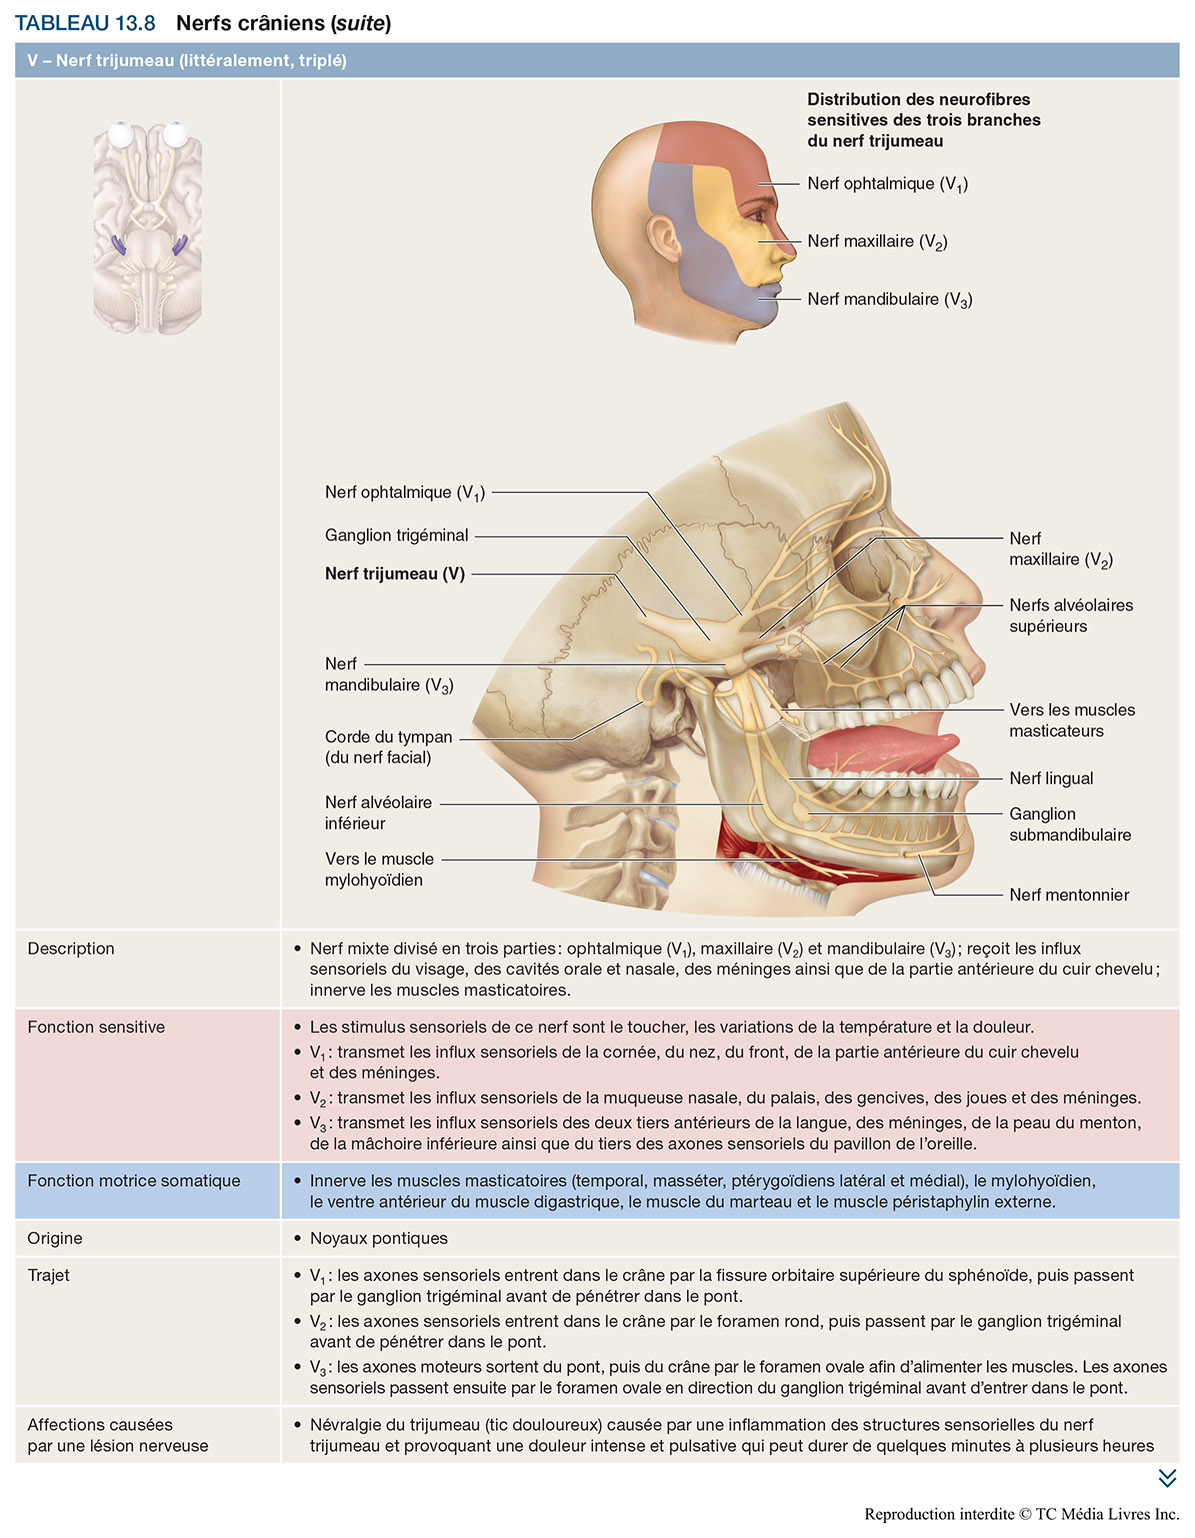 TABLEAU 13.8 Nerfs crâniens (suite)
V – Nerf trijumeau (littéralement, triplé)
Distribution des neurofibres
sensitives des trois branches
du nerf trijumeau
Nerf ophtalmique (V1)
Nerf maxillaire (V2)
Nerf mandibulaire (V3)
Nerf ophtalmique (V1)
Ganglion trigéminal
Nerf trijumeau (V)
Nerf
mandibulaire (V3)
Corde du tympan
(du nerf facial)
Nerf alvéolaire
inférieur
Vers le muscle
mylohyoïdien
Nerf
maxillaire (V2)
Nerfs alvéolaires
supérieurs
Vers les muscles
masticateurs
Nerf lingual
Ganglion
submandibulaire
Nerf mentonnier
Description
• Nerf mixte divisé en trois parties : ophtalmique (V1), maxillaire (V2) et mandibulaire (V3) ; reçoit les influx
sensoriels du visage, des cavités orale et nasale, des méninges ainsi que de la partie antérieure du cuir chevelu ;
innerve les muscles masticatoires.
Fonction sensitive
• Les stimulus sensoriels de ce nerf sont le toucher, les variations de la température et la douleur.
• V1 : transmet les influx sensoriels de la cornée, du nez, du front, de la partie antérieure du cuir chevelu
et des méninges.
• V2 : transmet les influx sensoriels de la muqueuse nasale, du palais, des gencives, des joues et des méninges.
• V3 : transmet les influx sensoriels des deux tiers antérieurs de la langue, des méninges, de la peau du menton,
de la mâchoire inférieure ainsi que du tiers des axones sensoriels du pavillon de l'oreille.
Fonction motrice somatique
• Innerve les muscles masticatoires (temporal, masséter, ptérygoïdiens latéral et médial), le mylohyoïdien,
le ventre antérieur du muscle digastrique, le muscle du marteau et le muscle péristaphylin externe.
Origine
• Noyaux pontiques
Trajet
• V1 : les axones sensoriels entrent dans le crâne par la fissure orbitaire supérieure du sphénoïde, puis passent
par le ganglion trigéminal avant de pénétrer dans le pont.
• V2 : les axones sensoriels entrent dans le crâne par le foramen rond, puis passent par le ganglion trigéminal
avant de pénétrer dans le pont.
• V3 : les axones moteurs sortent du pont, puis du crâne par le foramen ovale afin d'alimenter les muscles. Les axones
sensoriels passent ensuite par le foramen ovale en direction du ganglion trigéminal avant d'entrer dans le pont.
Affections causées
par une lésion nerveuse
• Névralgie du trijumeau (tic douloureux) causée par une inflammation des structures sensorielles du nerf
trijumeau et provoquant une douleur intense et pulsative qui peut durer de quelques minutes à plusieurs heures
Reproduction interdite © TC Média Livres Inc.